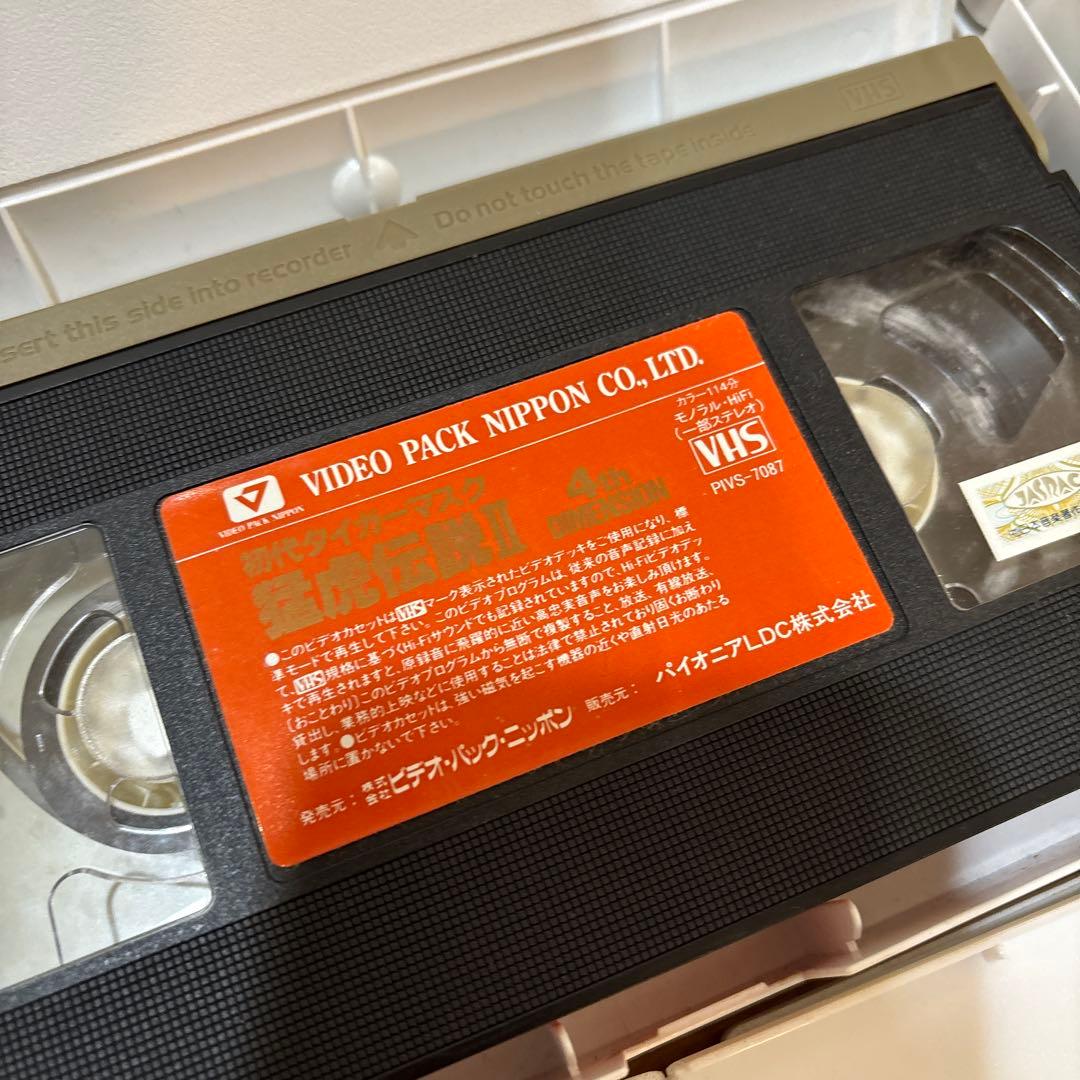 VHS
sert this side into recorder
Do not touch the tape inside
VIDEO PACK NIPPON CO., LTD.
VIDEO PACK NIPPON
カラー114分
モノラル・HiFi
(一部ステレオ)
VHS
PIVS-7087
初代タイガーマスク
猛虎伝説II
4th
DIMENSION
●このビデオカセットはVHSマーク表示されたビデオデッキをご使用になり、標
準モードで再生して下さい。このビデオプログラムは、従来の音声記録に加え
て、VHS規格に基づくHi-Fiサウンドでも記録されていますので、Hi-Fiビデオデッ
キで再生されますと、原録音に飛躍的に近い高忠実音声をお楽しみ頂けます。
〔おことわり〕このビデオプログラムから無断で複製すること、放送、有線放送、
貸出し、業務的上映などに使用することは法律で禁止されており固くお断わり
します。●ビデオカセットは、強い磁気を起こす機器の近くや直射日光のあたる
場所に置かないで下さい。
発売元：株式会社ビデオ・パック・ニッポン 販売元：パイオニアLDC株式会社
JASRAC